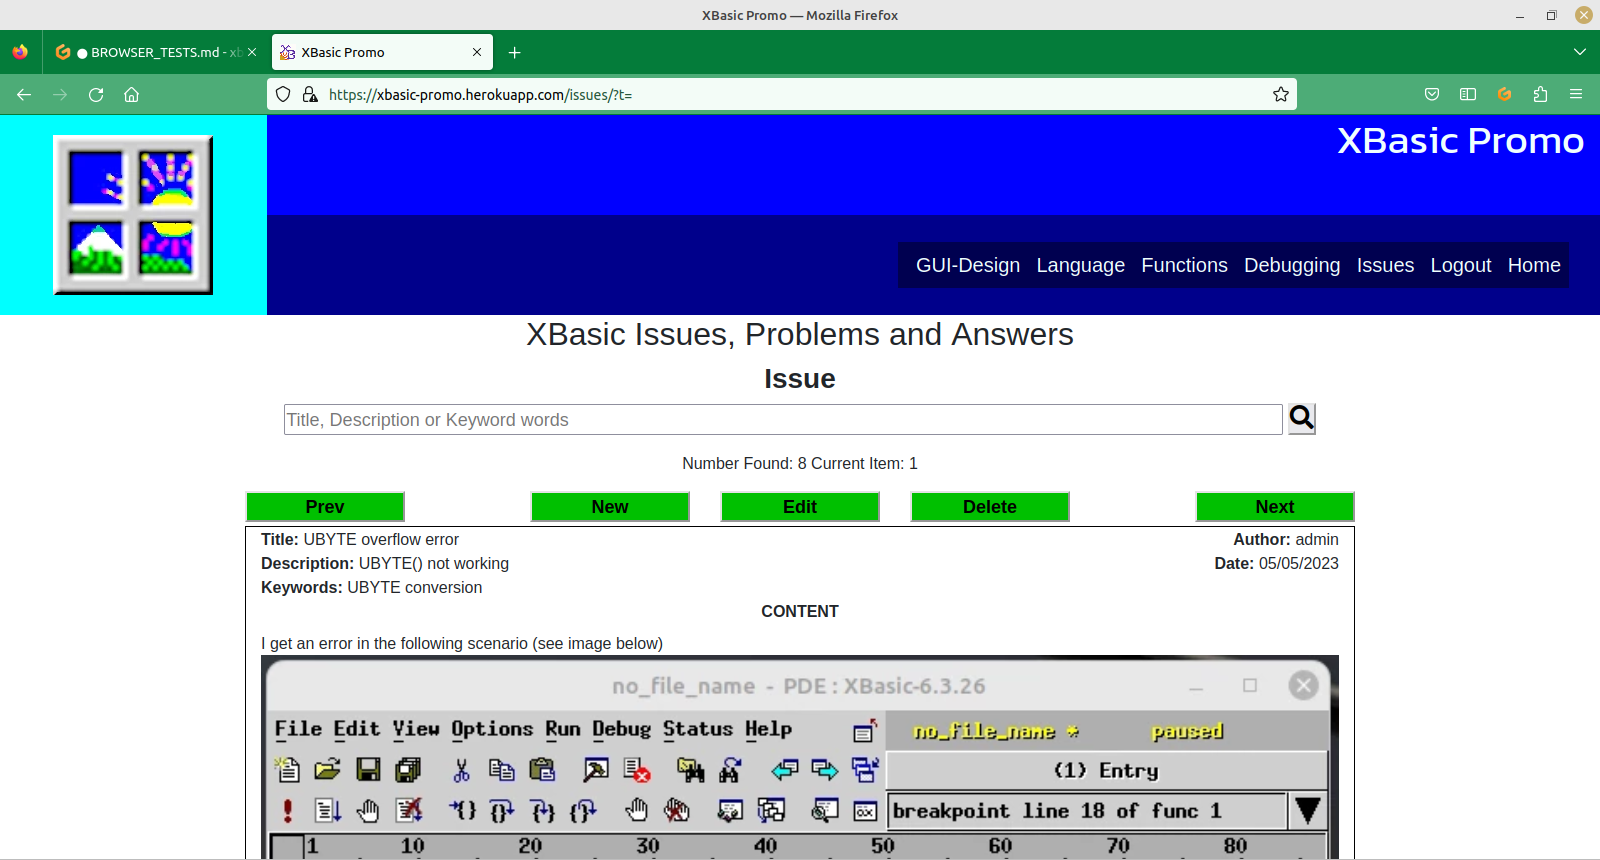 XBasic Promo — Mozilla Firefox
BROWSER_TESTS.md - xb
XBasic Promo
https://xbasic-promo.herokuapp.com/issues/?t=
XBasic Promo
GUI-Design Language Functions Debugging Issues Logout Home
XBasic Issues, Problems and Answers
Issue
Title, Description or Keyword words
Number Found: 8 Current Item: 1
Prev New Edit Delete Next
Title: UBYTE overflow error Author: admin
Description: UBYTE() not working Date: 05/05/2023
Keywords: UBYTE conversion
CONTENT
I get an error in the following scenario (see image below)
no_file_name - PDE : XBasic-6.3.26
File Edit View Options Run Debug Status Help no_file_name * paused
(1) Entry
breakpoint line 18 of func 1
1 10 20 30 40 50 60 70 80